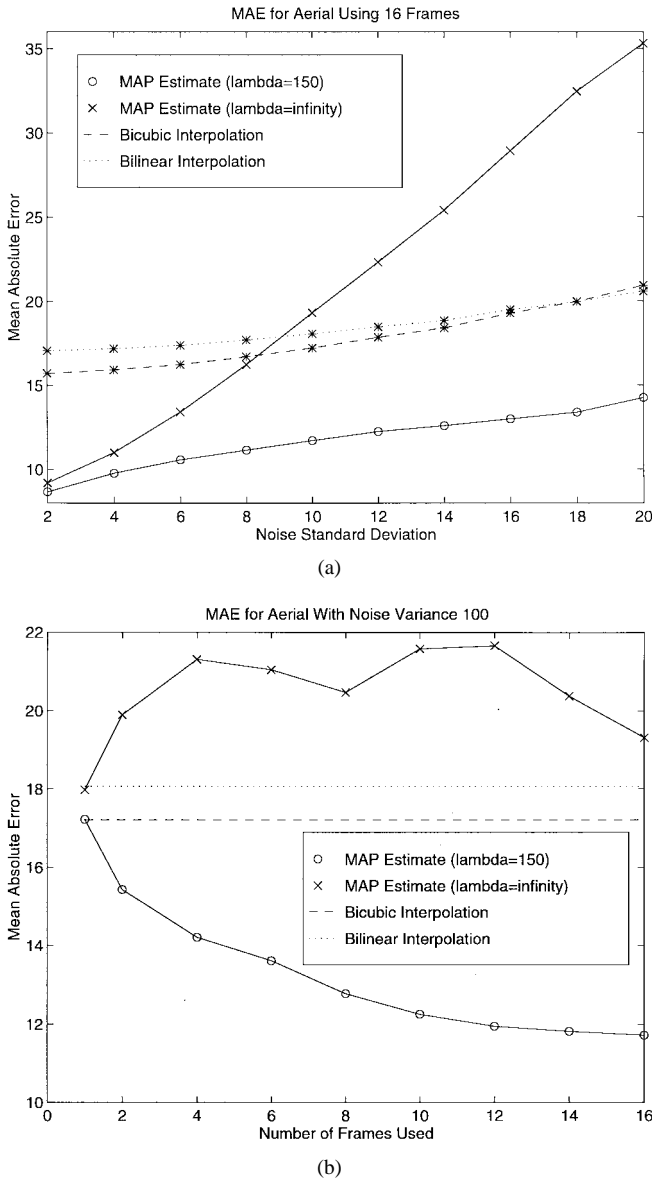 MAE for Aerial Using 16 Frames
35
30
25
20
15
10
Mean Absolute Error
MAP Estimate (lambda=150)
MAP Estimate (lambda=infinity)
Bicubic Interpolation
Bilinear Interpolation
2 4 6 8 10 12 14 16 18 20
Noise Standard Deviation
(a)
MAE for Aerial With Noise Variance 100
22
20
18
16
14
12
10
Mean Absolute Error
MAP Estimate (lambda=150)
MAP Estimate (lambda=infinity)
Bicubic Interpolation
Bilinear Interpolation
0 2 4 6 8 10 12 14 16
Number of Frames Used
(b)